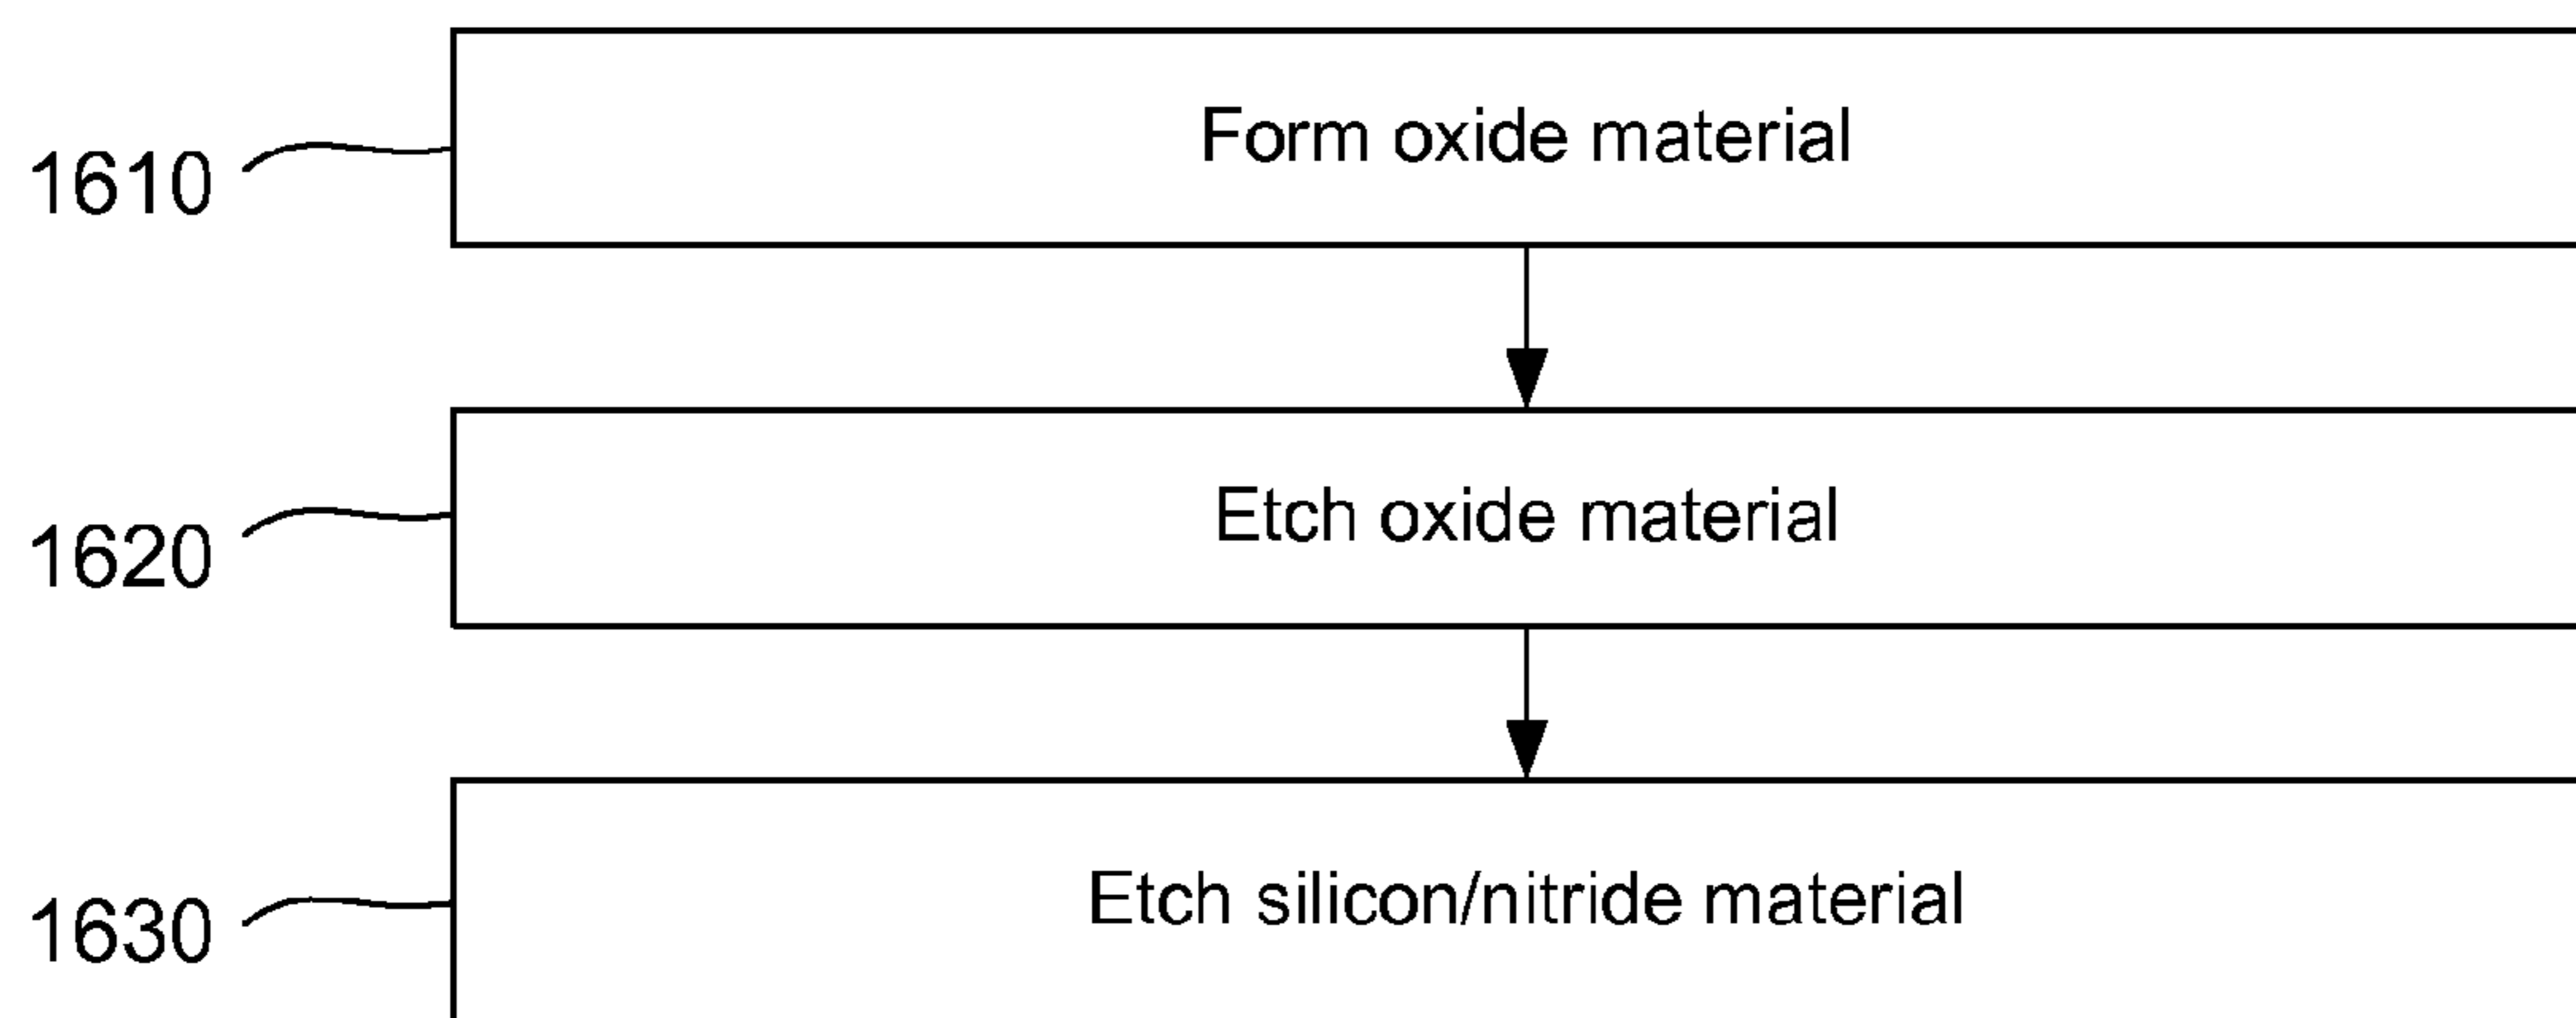 1610
Form oxide material
1620
Etch oxide material
1630
Etch silicon/nitride material